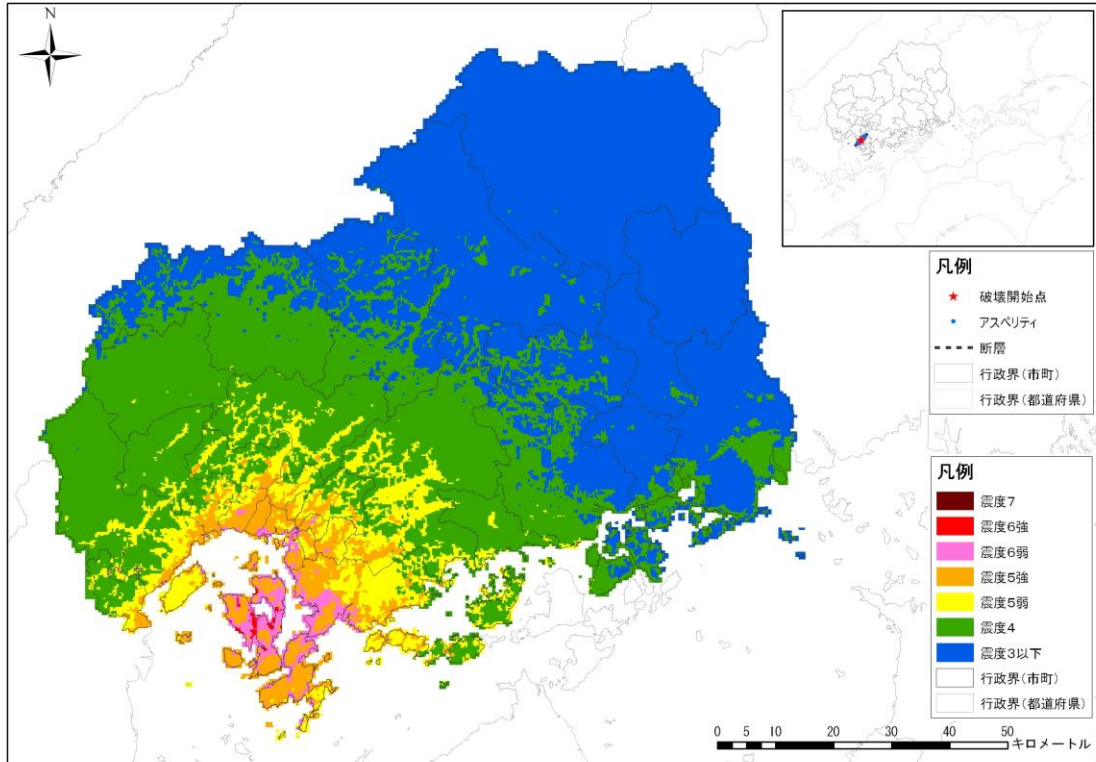 N
凡例
破壊開始点
アスペリティ
断層
行政界(市町)
行政界(都道府県)
凡例
震度7
震度6強
震度6弱
震度5強
震度5弱
震度4
震度3以下
行政界(市町)
行政界(都道府県)
0 5 10 20 30 40 50
キロメートル